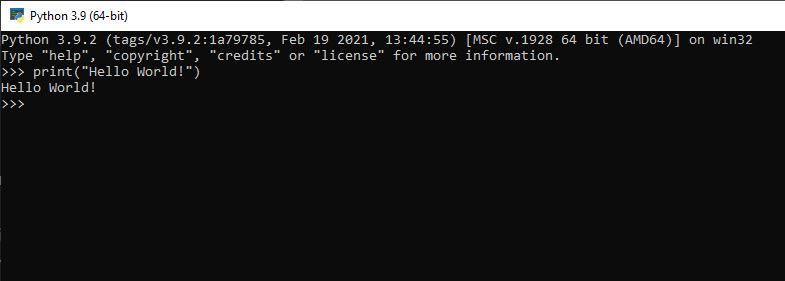 Python 3.9 (64-bit)
Python 3.9.2 (tags/v3.9.2:1a79785, Feb 19 2021, 13:44:55) [MSC v.1928 64 bit (AMD64)] on win32
Type "help", "copyright", "credits" or "license" for more information.
>>> print("Hello World!")
Hello World!
>>>